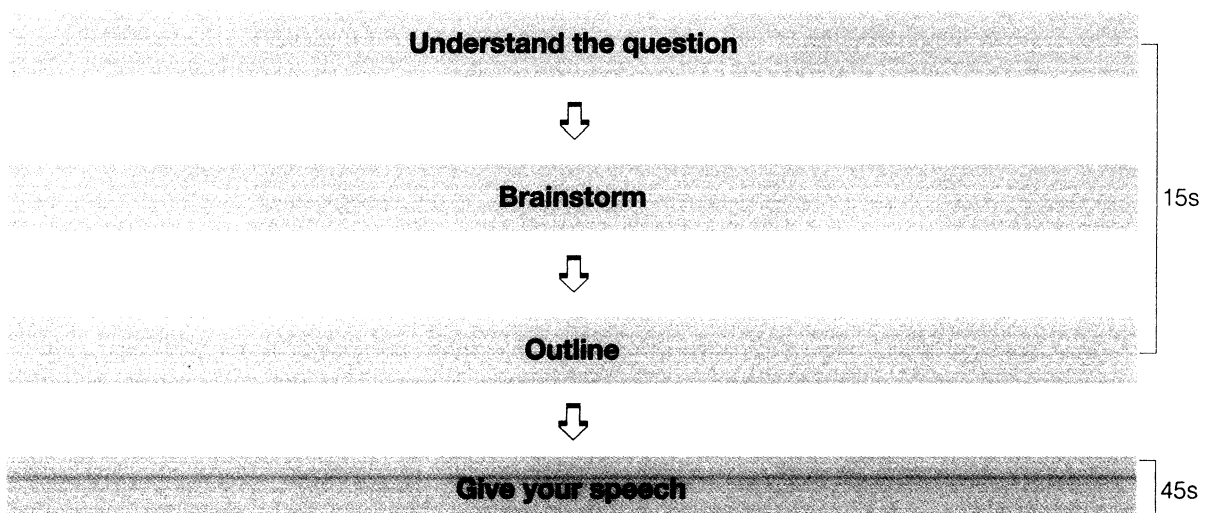 Understand the question
Brainstorm
15s
Outline
Give your speech
45s